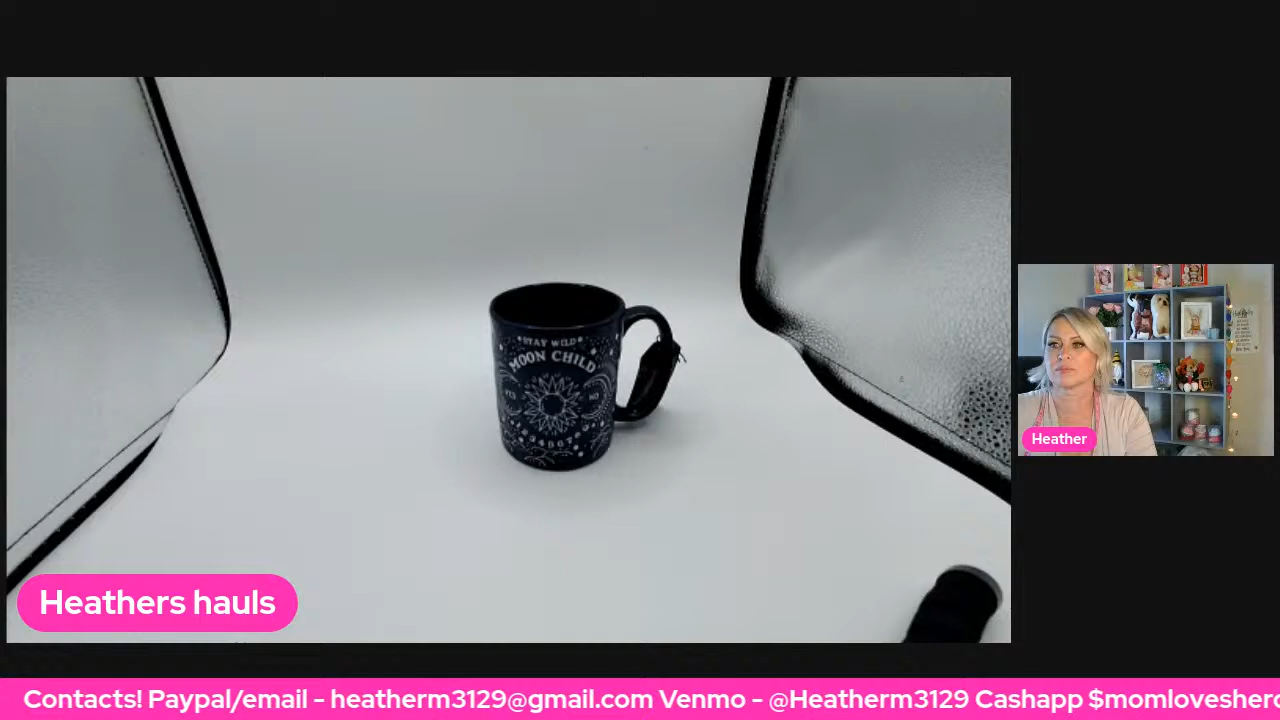 STAY WILD
MOON CHILD
YES
NO
Heather
Heathers hauls
Contacts! Paypal/email - heatherm3129@gmail.com Venmo - @Heatherm3129 Cashapp $momloveshero